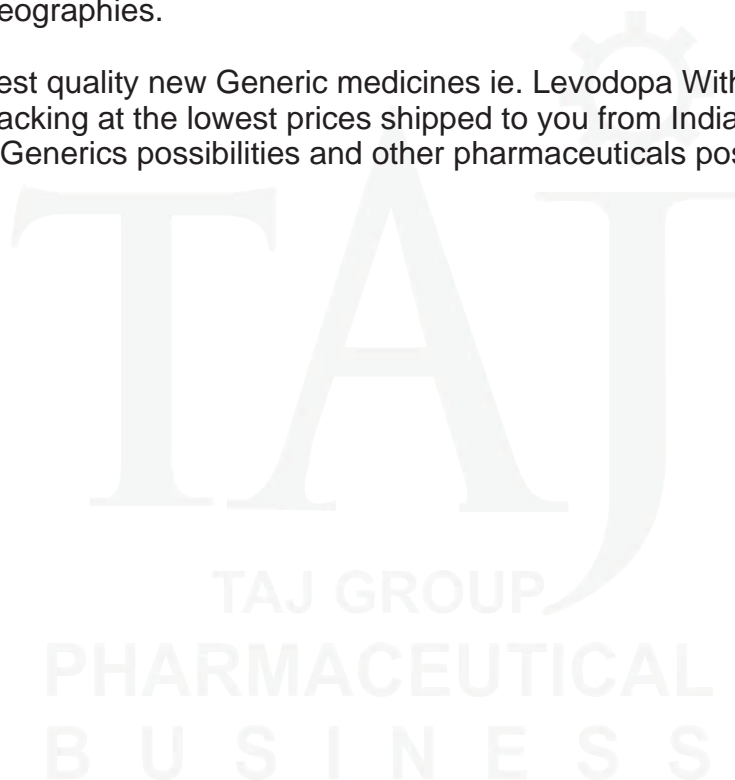 eographies.
est quality new Generic medicines ie. Levodopa With
acking at the lowest prices shipped to you from India
Generics possibilities and other pharmaceuticals pos
TAJ
TAJ GROUP
PHARMACEUTICAL
BUSINESS